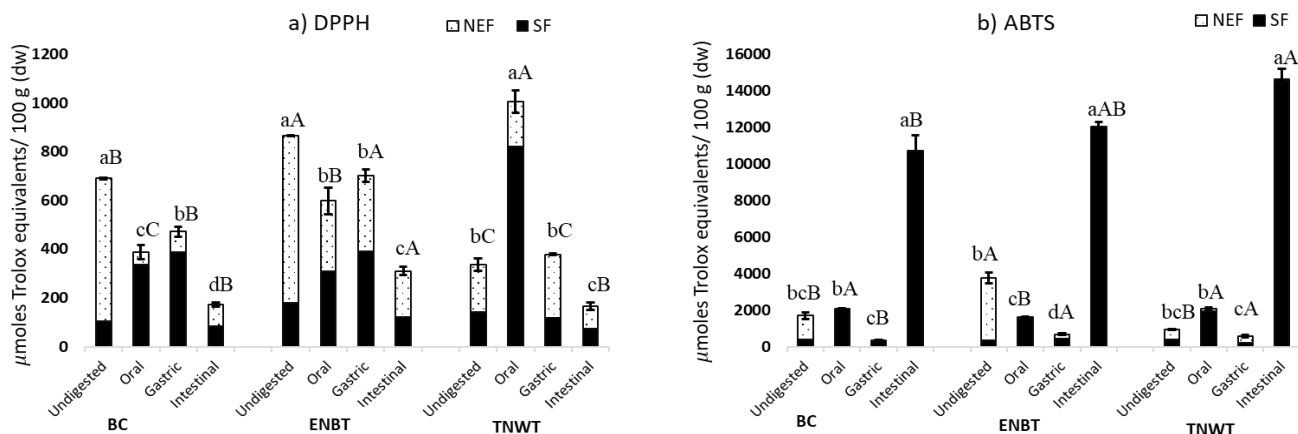 a) DPPH
NEF SF
μmoles Trolox equivalents/ 100 g (dw)
1200
1000
800
600
400
200
0
aB
cC
bB
dB
aA
bB
bA
cA
bC
aA
bC
cB
Undigested
Oral
Gastric
Intestinal
Undigested
Oral
Gastric
Intestinal
Undigested
Oral
Gastric
Intestinal
BC
ENBT
TNWT
b) ABTS
NEF SF
μmoles Trolox equivalents/ 100 g (dw)
16000
14000
12000
10000
8000
6000
4000
2000
0
bcB
bA
cB
aB
bA
cB
dA
aAB
bcB
bA
cA
aA
Undigested
Oral
Gastric
Intestinal
Undigested
Oral
Gastric
Intestinal
Undigested
Oral
Gastric
Intestinal
BC
ENBT
TNWT